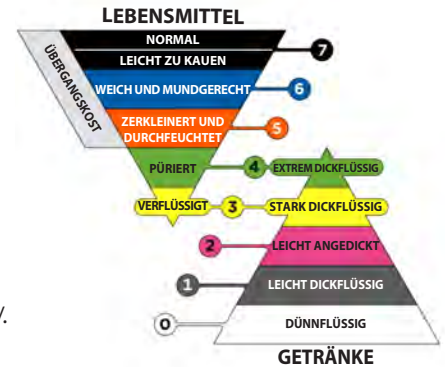 LEBENSMITTEL
NORMAL
7
LEICHT ZU KAUEN
ÜBERGANGSKOST
WEICH UND MUNDGERECHT
6
ZERKLEINERT UND
DURCHFEUCHTET
5
PÜRIERT
4
EXTREM DICKFLÜSSIG
VERFLÜSSIGT
3
STARK DICKFLÜSSIG
2
LEICHT ANGEDICKT
1
LEICHT DICKFLÜSSIG
0
DÜNNFLÜSSIG
GETRÄNKE